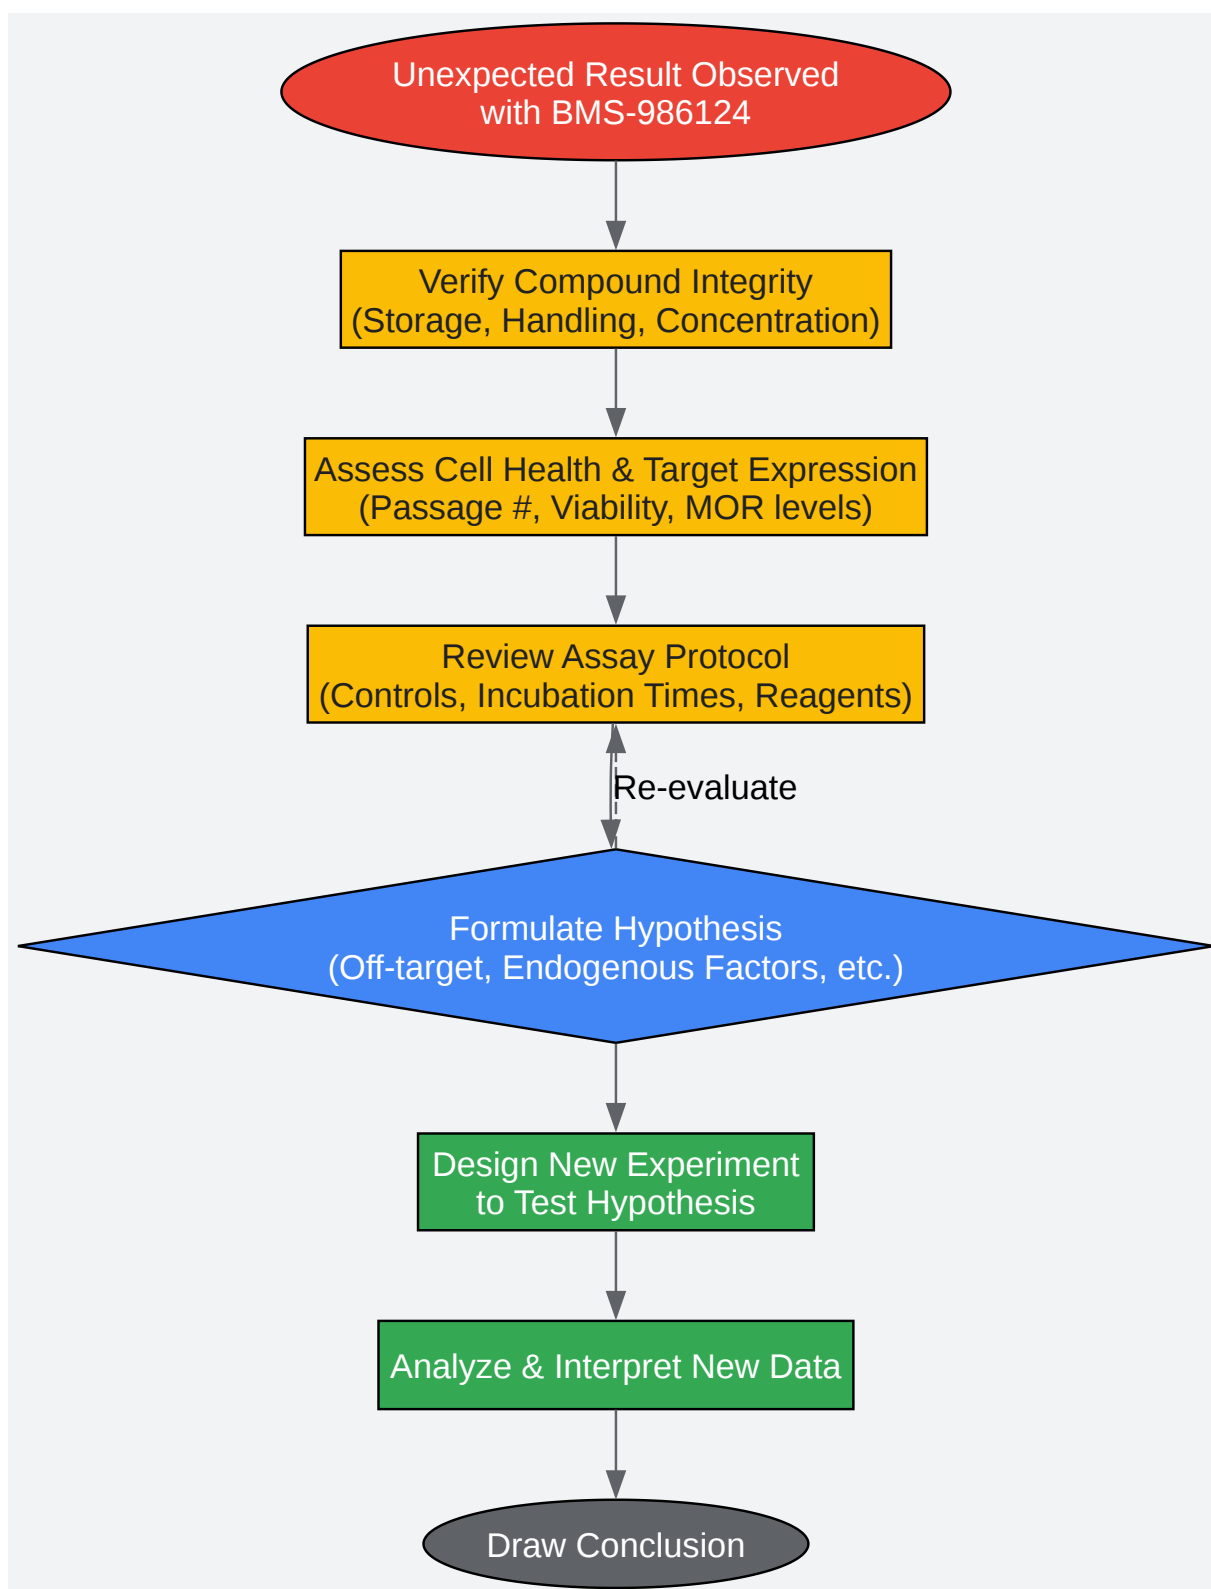 Unexpected Result Observed
with BMS-986124
Verify Compound Integrity
(Storage, Handling, Concentration)
Assess Cell Health & Target Expression
(Passage #, Viability, MOR levels)
Review Assay Protocol
(Controls, Incubation Times, Reagents)
Re-evaluate
Formulate Hypothesis
(Off-target, Endogenous Factors, etc.)
Design New Experiment
to Test Hypothesis
Analyze & Interpret New Data
Draw Conclusion